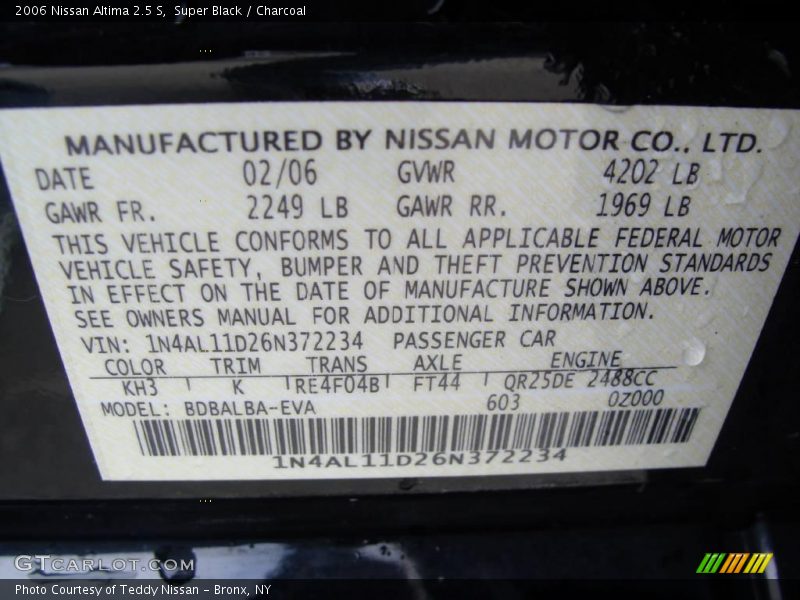 2006 Nissan Altima 2.5 S, Super Black / Charcoal
MANUFACTURED BY NISSAN MOTOR CO., LTD.
DATE 02/06 GVWR 4202 LB
GAWR FR. 2249 LB GAWR RR. 1969 LB
THIS VEHICLE CONFORMS TO ALL APPLICABLE FEDERAL MOTOR
VEHICLE SAFETY, BUMPER AND THEFT PREVENTION STANDARDS
IN EFFECT ON THE DATE OF MANUFACTURE SHOWN ABOVE.
SEE OWNERS MANUAL FOR ADDITIONAL INFORMATION.
VIN: 1N4AL11D26N372234 PASSENGER CAR
COLOR TRIM TRANS AXLE ENGINE
KH3 K RE4F04B FT44 QR25DE 2488CC
MODEL: BDBALBA-EVA 603 0Z000
1N4AL11D26N372234
GTCARLOT.COM
Photo Courtesy of Teddy Nissan - Bronx, NY